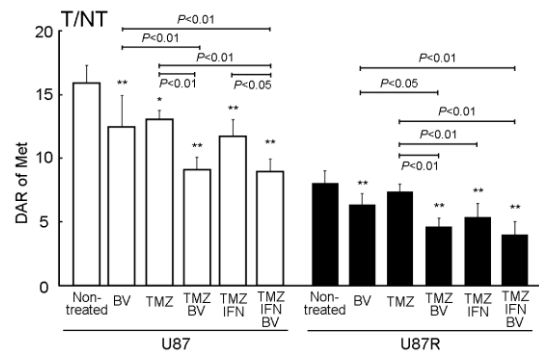 T/NT
DAR of Met
20
15
10
5
0
P<0.01
P<0.01
P<0.01
P<0.01 P<0.05
** * ** ** **
P<0.01
P<0.05
P<0.01
P<0.01
P<0.01
** ** ** **
Non-
treated BV TMZ TMZ
BV TMZ
IFN TMZ
IFN
BV
U87
Non-
treated BV TMZ TMZ
BV TMZ
IFN TMZ
IFN
BV
U87R